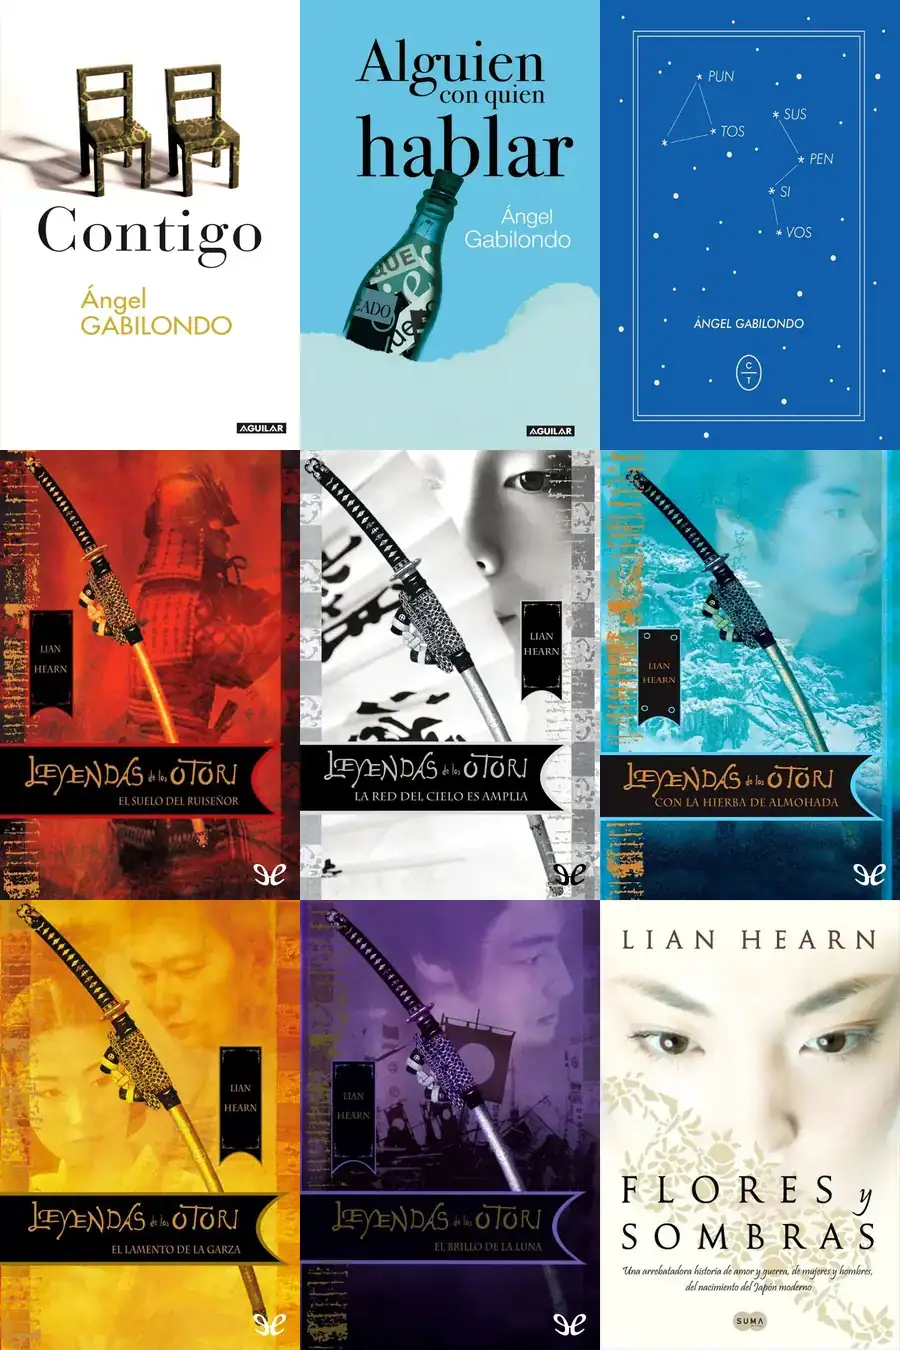 Contigo
Ángel
GABILONDO
AGUILAR
Alguien
con quien
hablar
Ángel
Gabilondo
QUE
AGUILAR
* PUN
* TOS
*
* SUS
* PEN
* SI
* VOS
ÁNGEL GABILONDO
C
T
LIAN
HEARN
LEYENDAS de los OTORI
EL SUELO DEL RUISEÑOR
LIAN
HEARN
LEYENDAS de los OTORI
LA RED DEL CIELO ES AMPLIA
LIAN
HEARN
LEYENDAS de los OTORI
CON LA HIERBA DE ALMOHADA
LIAN
HEARN
LEYENDAS de los OTORI
EL LAMENTO DE LA GARZA
LIAN
HEARN
LEYENDAS de los OTORI
EL BRILLO DE LA LUNA
LIAN HEARN
FLORES y
SOMBRAS
Una arrebatadora historia de amor y guerra, de mujeres y hombres,
del nacimiento del Japón moderno
SUMA